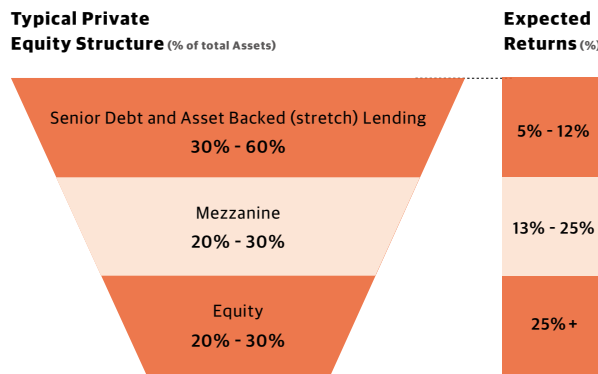 Typical Private
Equity Structure (% of total Assets)
Expected
Returns (%)
Senior Debt and Asset Backed (stretch) Lending
30% - 60%
5% - 12%
Mezzanine
20% - 30%
13% - 25%
Equity
20% - 30%
25% +